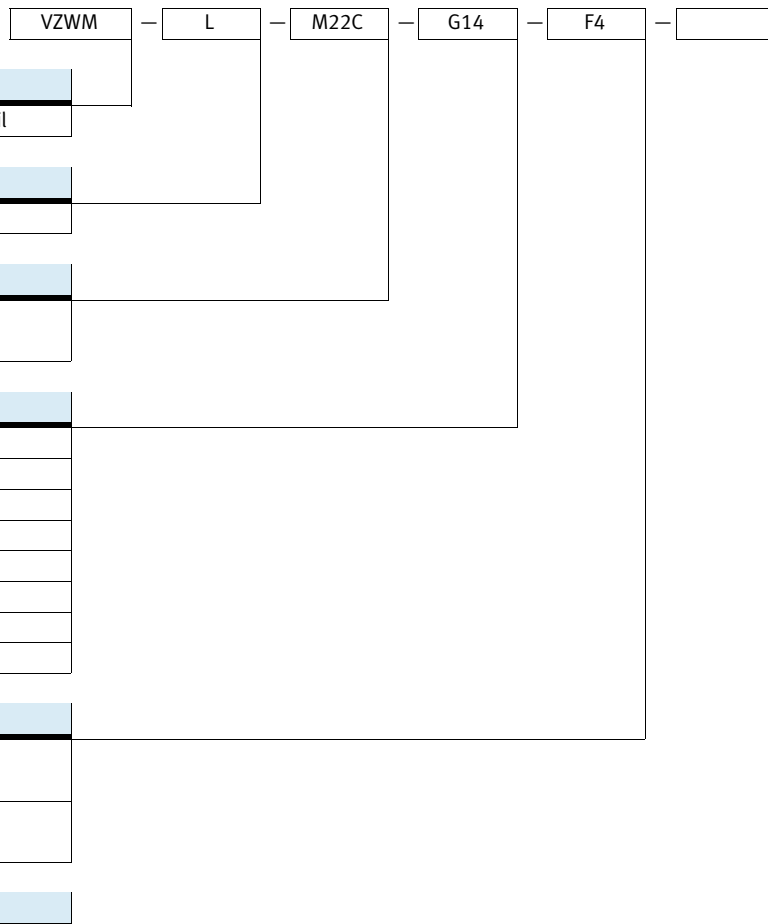 VZWM — L — M22C — G14 — F4 —